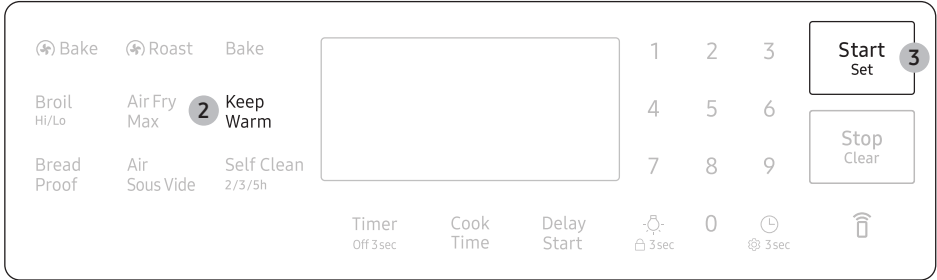 Bake Roast Bake 1 2 3 Start
Set 3
Broil
Hi/Lo
Air Fry
Max
2 Keep
Warm
4 5 6
Stop
Clear
Bread
Proof
Air
Sous Vide
Self Clean
2/3/5h
7 8 9
Timer
Off 3 sec
Cook
Time
Delay
Start
3 sec
0
3 sec